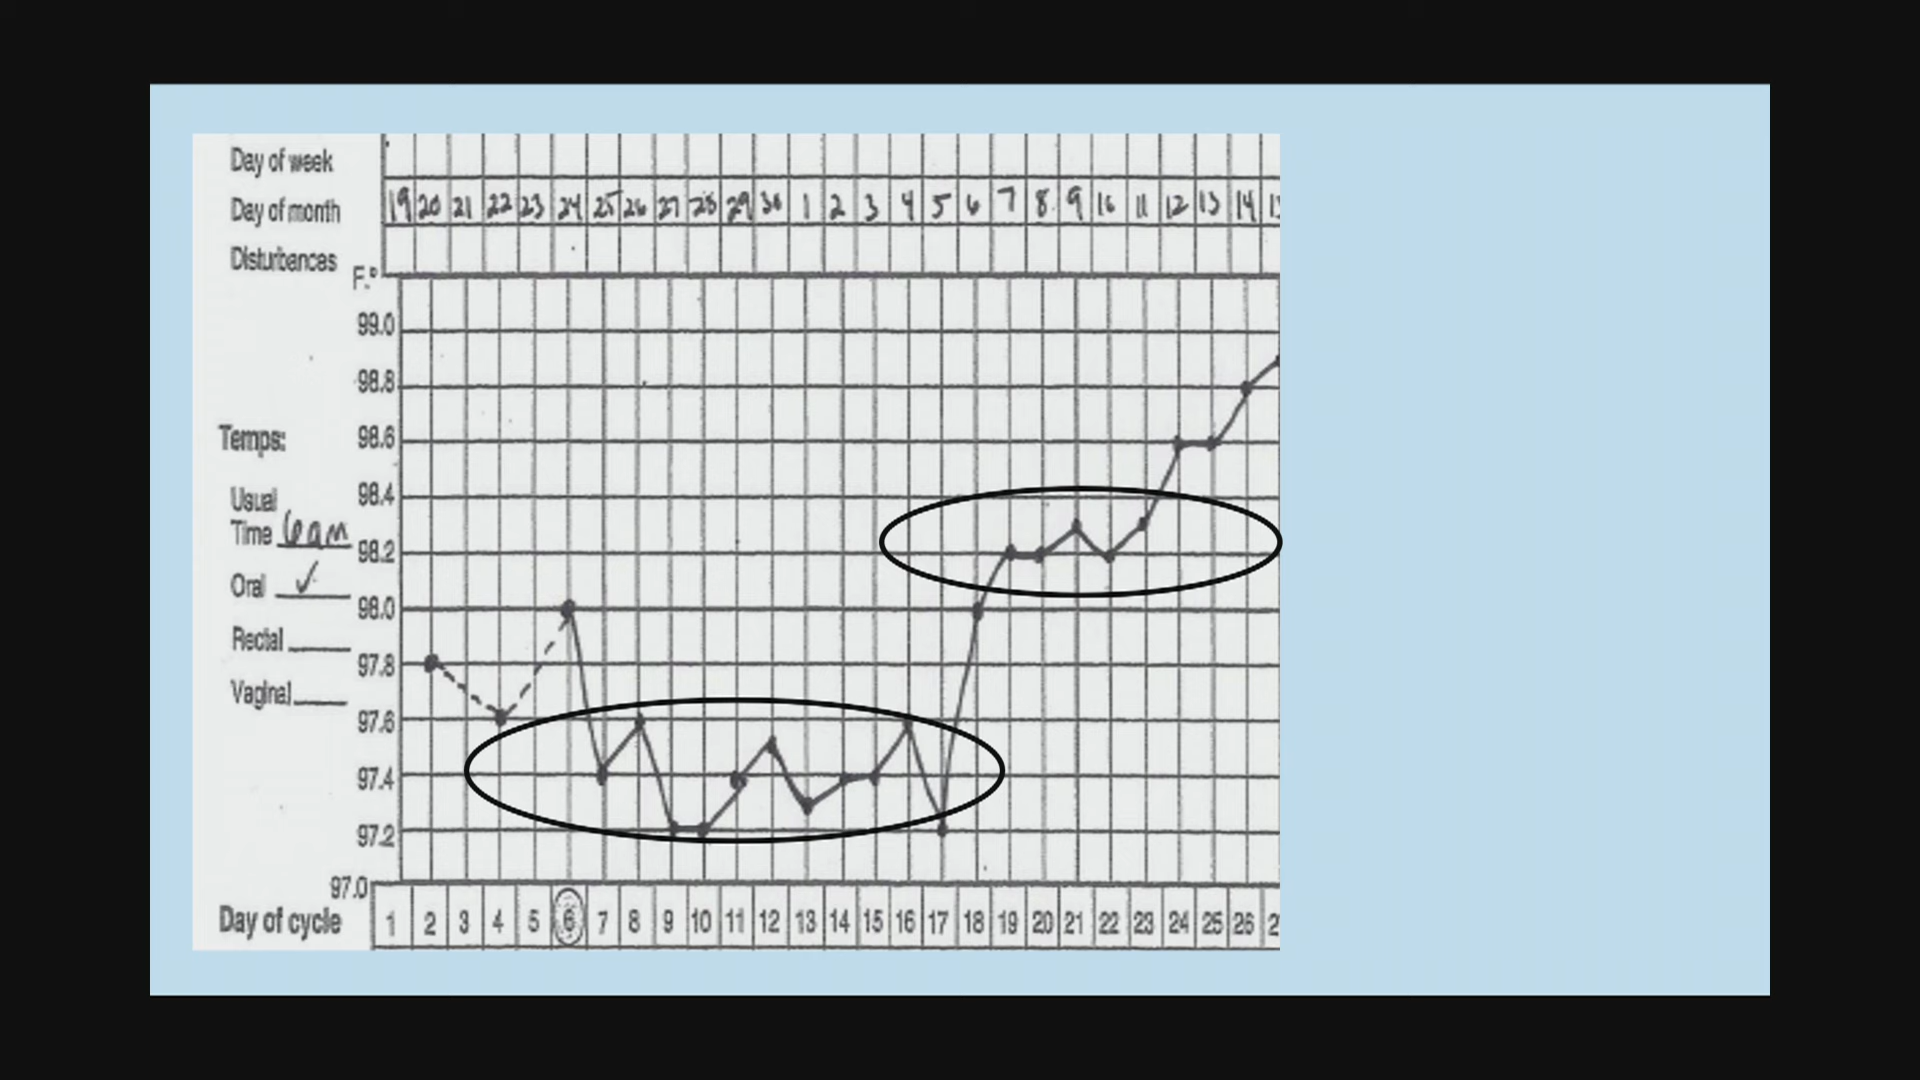 Day of week
Day of month 19 20 21 22 23 24 25 26 27 28 29 30 1 2 3 4 5 6 7 8 9 10 11 12 13 14
Disturbances
F.°
99.0
98.8
Temps: 98.6
Usual 98.4
Time 6am 98.2
Oral ✓ 98.0
Rectal 97.8
Vaginal 97.6
97.4
97.2
97.0
Day of cycle 1 2 3 4 5 6 7 8 9 10 11 12 13 14 15 16 17 18 19 20 21 22 23 24 25 26 2